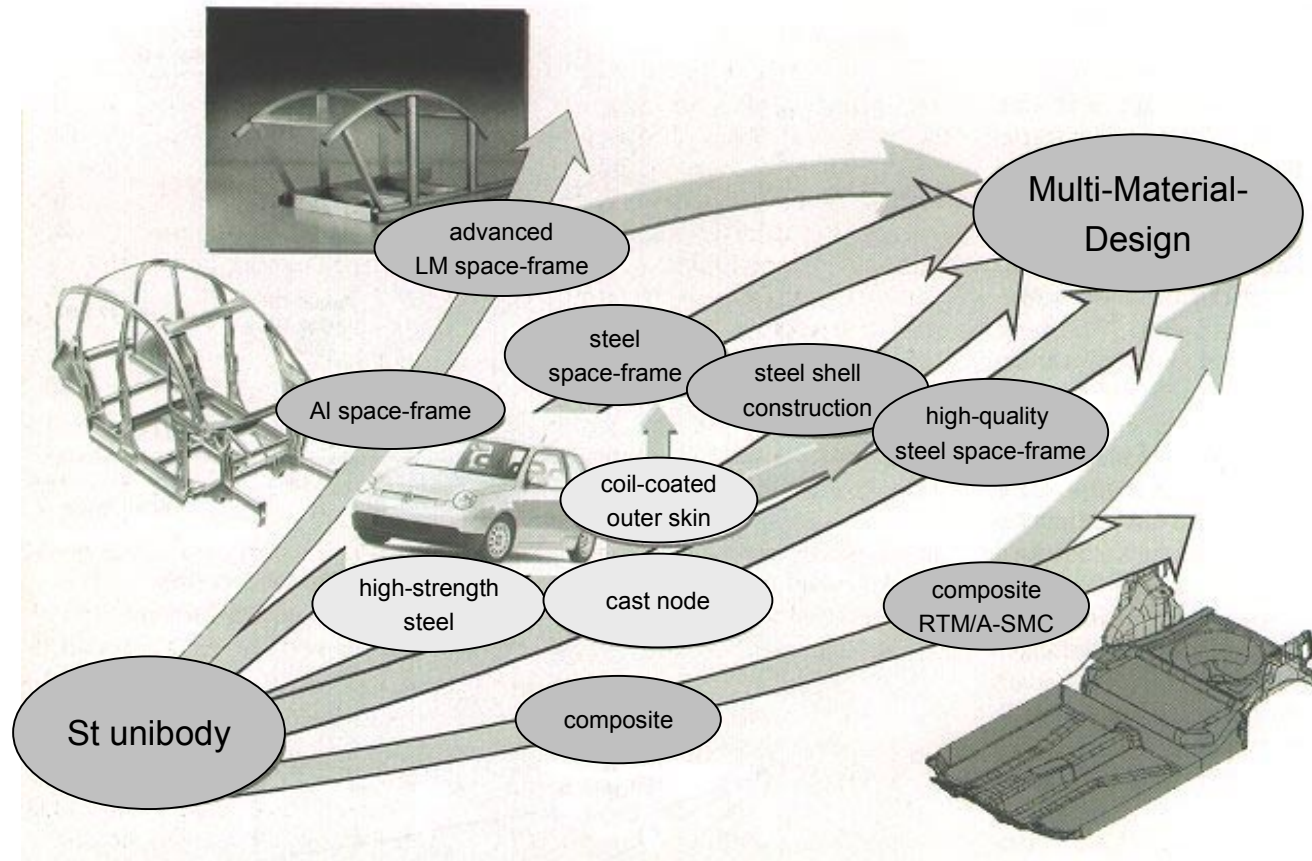 advanced
LM space-frame
Multi-Material-
Design
steel
space-frame
steel shell
construction
Al space-frame
high-quality
steel space-frame
coil-coated
outer skin
high-strength
steel
cast node
composite
RTM/A-SMC
St unibody
composite